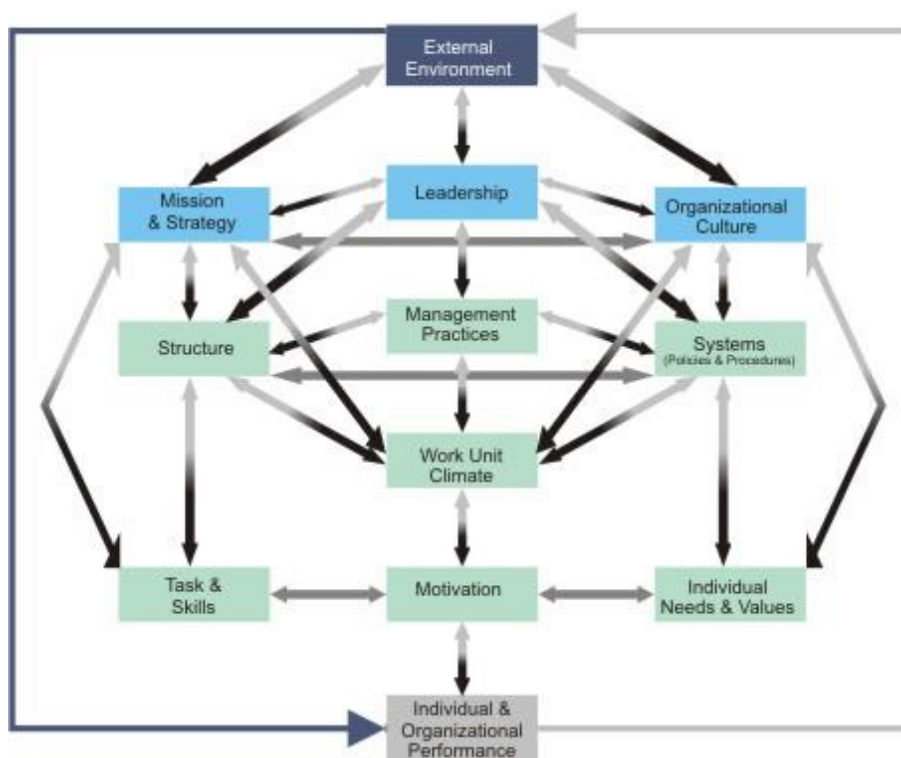 External
Environment
Leadership
Mission
& Strategy
Organizational
Culture
Management
Practices
Structure
Systems
(Policies & Procedures)
Work Unit
Climate
Task &
Skills
Motivation
Individual
Needs & Values
Individual &
Organizational
Performance